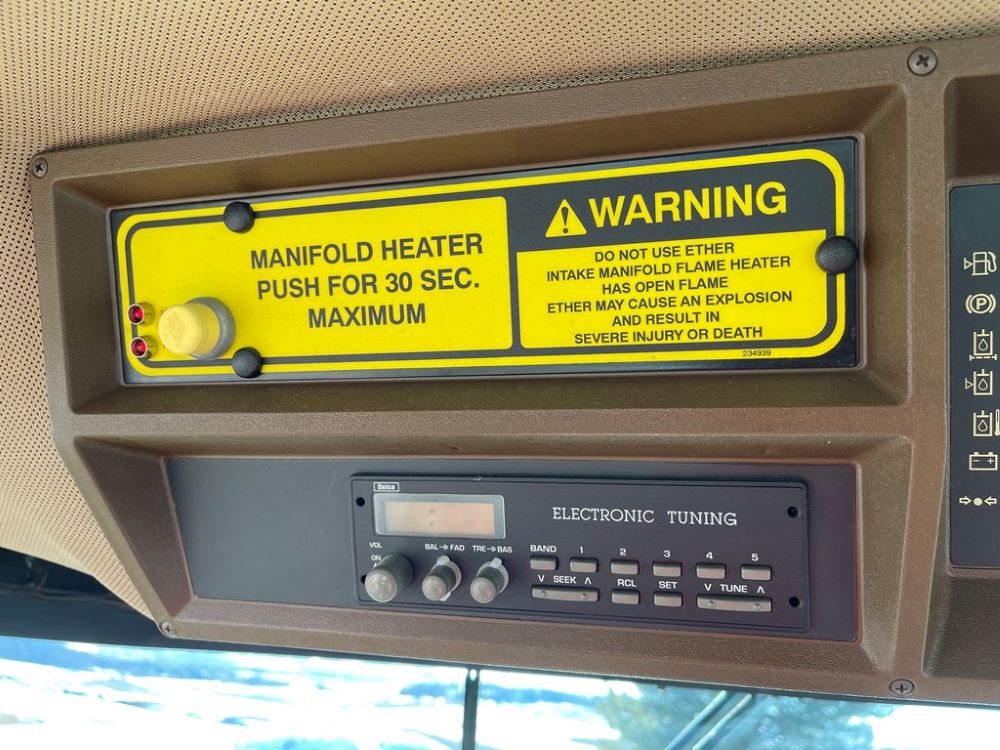 MANIFOLD HEATER
PUSH FOR 30 SEC.
MAXIMUM
WARNING
DO NOT USE ETHER
INTAKE MANIFOLD FLAME HEATER
HAS OPEN FLAME
ETHER MAY CAUSE AN EXPLOSION
AND RESULT IN
SEVERE INJURY OR DEATH
234939
Delco
ELECTRONIC TUNING
VOL
ON
BAL FAD
TRE BAS
BAND 1 2 3 4 5
V SEEK Λ RCL SET V TUNE Λ
P